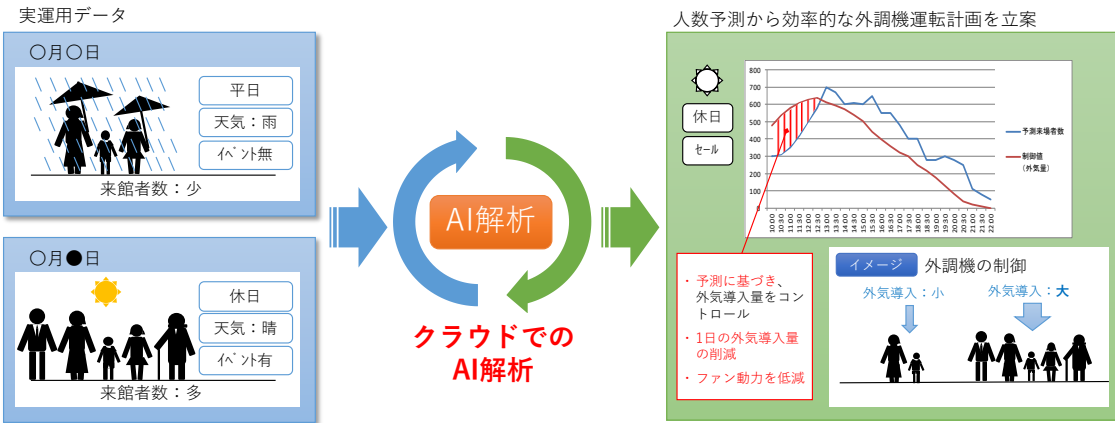 実運用データ
〇月〇日
平日
天気：雨
ｲﾍﾞﾝﾄ無
来館者数：少
〇月●日
休日
天気：晴
ｲﾍﾞﾝﾄ有
来館者数：多
AI解析
クラウドでの
AI解析
人数予測から効率的な外調機運転計画を立案
休日
ｾｰﾙ
800
700
600
500
400
300
200
100
0
10:00
10:30
11:00
11:30
12:00
12:30
13:00
13:30
14:00
14:30
15:00
15:30
16:00
16:30
17:00
17:30
18:00
18:30
19:00
19:30
20:00
20:30
21:00
21:30
22:00
予測来場者数
制御値
（外気量）
・予測に基づき、
外気導入量をコン
トロール
・1日の外気導入量
の削減
・ファン動力を低減
イメージ
外調機の制御
外気導入：小
外気導入：大